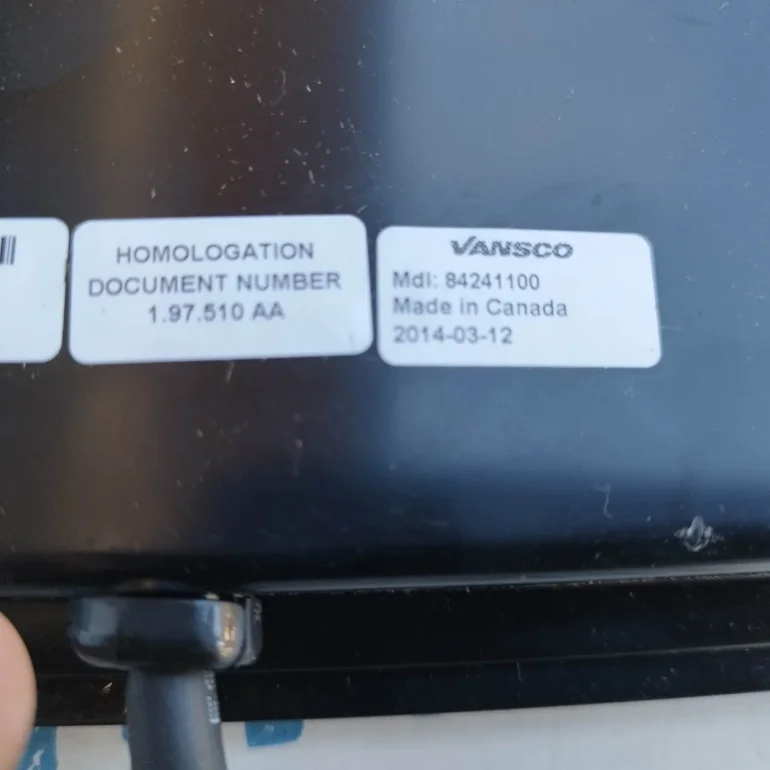 HOMOLOGATION
DOCUMENT NUMBER
1.97.510 AA
VANSCO
Mdl: 84241100
Made in Canada
2014-03-12